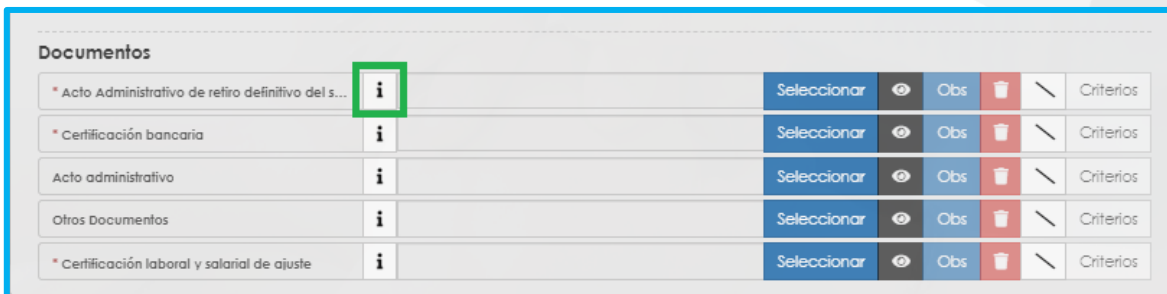 Documentos
* Acto Administrativo de retiro definitivo del s... i Seleccionar Obs Criterios
* Certificación bancaria i Seleccionar Obs Criterios
Acto administrativo i Seleccionar Obs Criterios
Otros Documentos i Seleccionar Obs Criterios
* Certificación laboral y salarial de ajuste i Seleccionar Obs Criterios